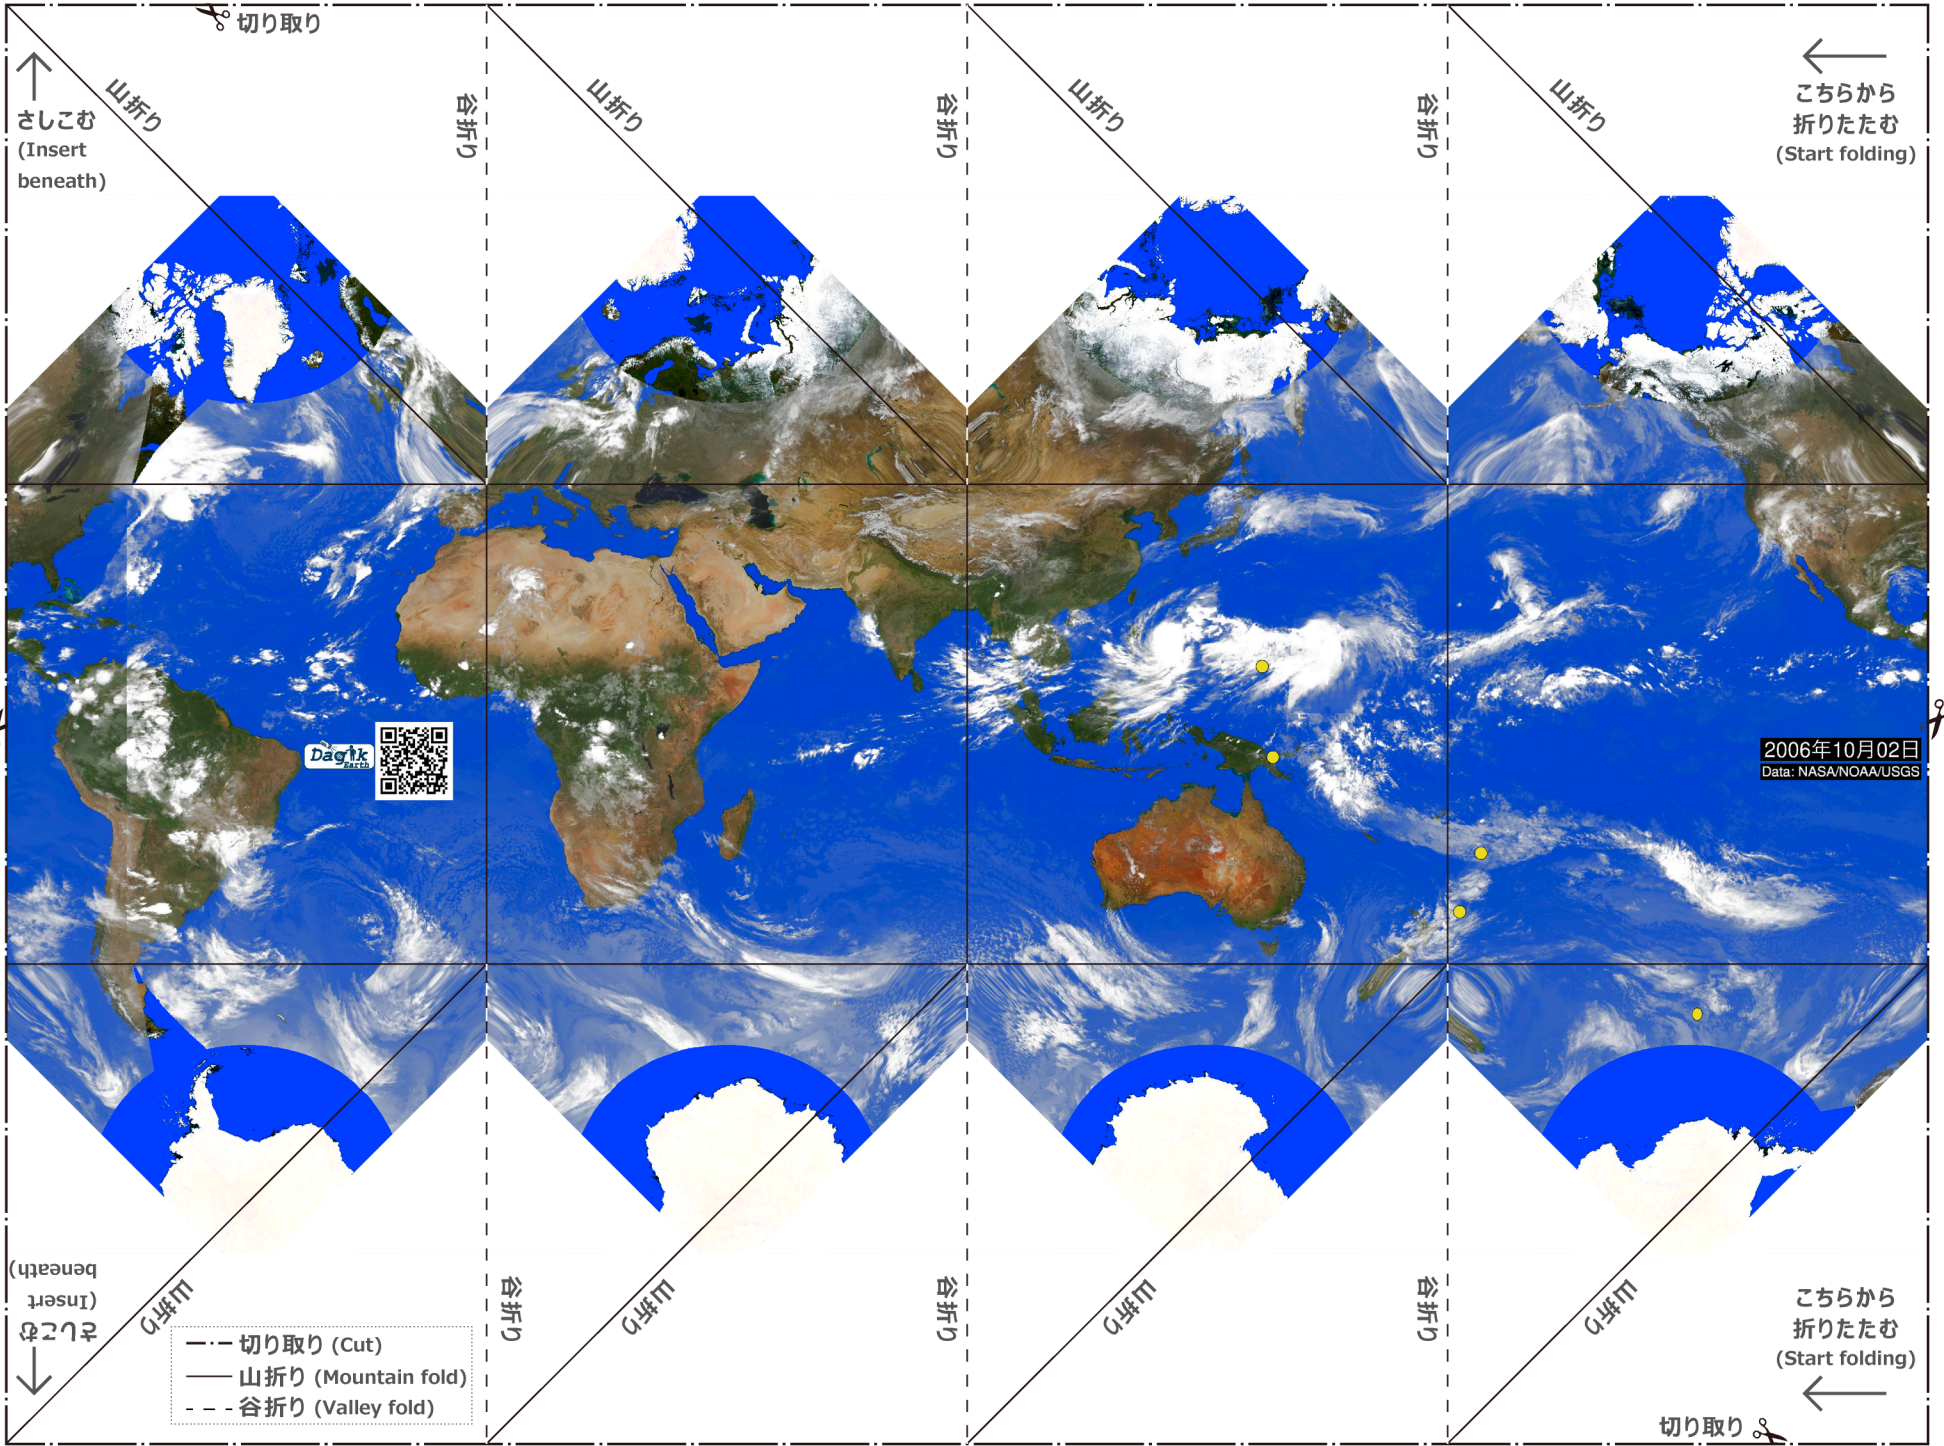 切り取り
山折り
谷折り
山折り
谷折り
山折り
谷折り
山折り
さしこむ
(Insert
beneath)
こちらから
折りたたむ
(Start folding)
Dagik
Earth
2006年10月02日
Data: NASA/NOAA/USGS
さしこむ
(Insert
beneath)
山折り
谷折り
山折り
谷折り
山折り
谷折り
山折り
こちらから
折りたたむ
(Start folding)
切り取り (Cut)
山折り (Mountain fold)
谷折り (Valley fold)
切り取り